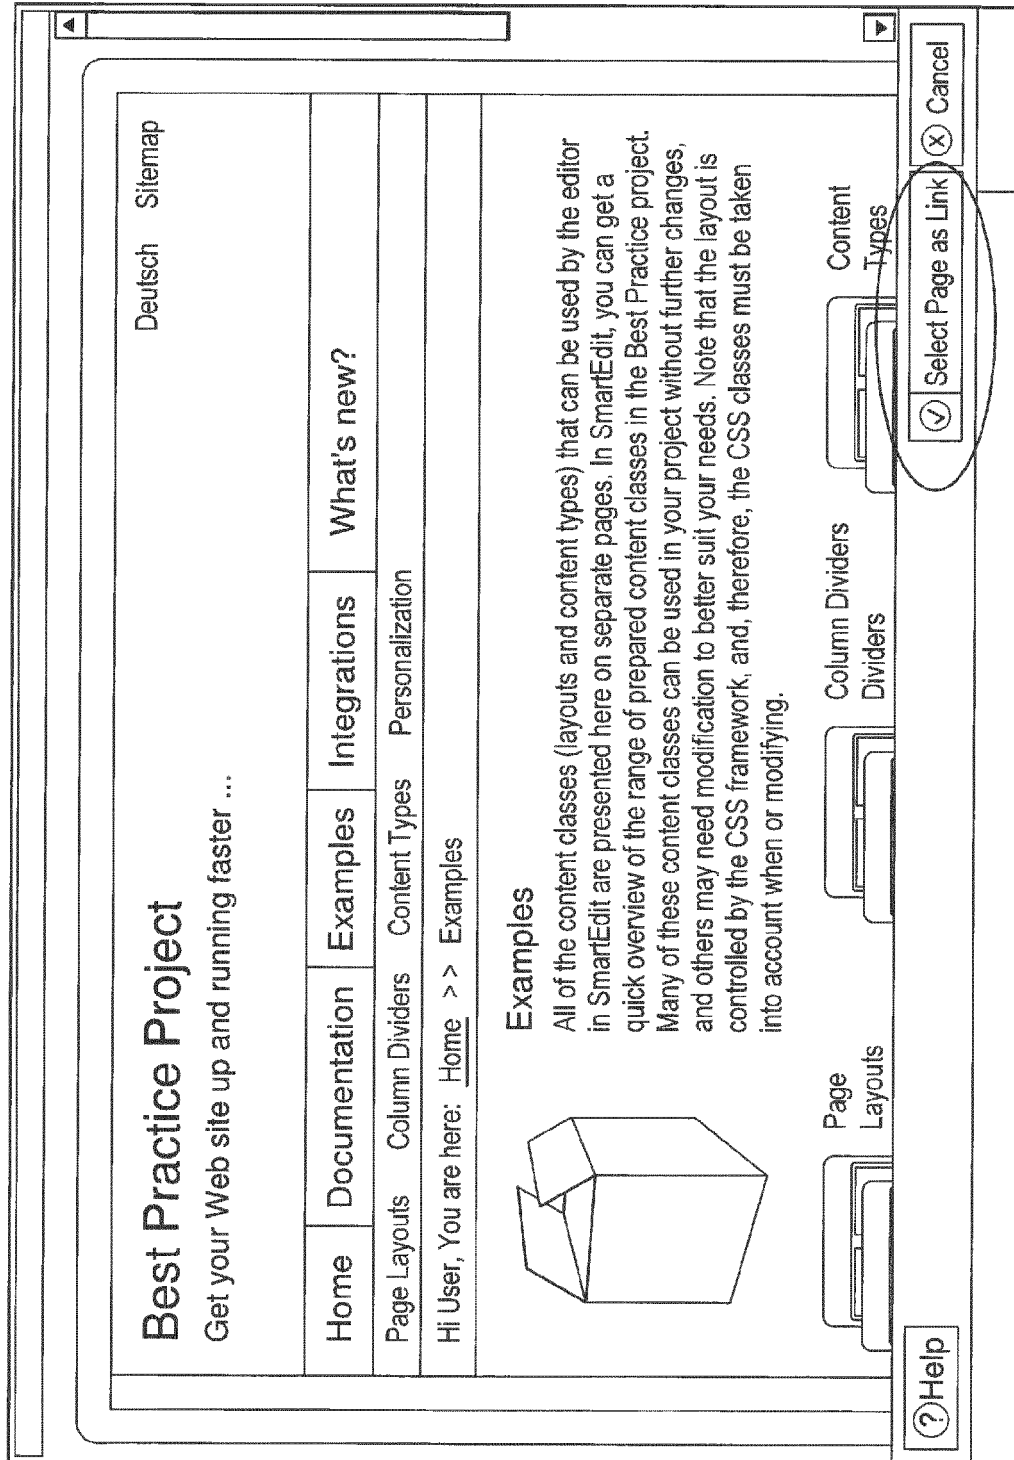 Deutsch Sitemap
Best Practice Project
Get your Web site up and running faster ...
Home Documentation Examples Integrations What's new?
Page Layouts Column Dividers Content Types Personalization
Hi User, You are here: Home >> Examples
Examples
All of the content classes (layouts and content types) that can be used by the editor
in SmartEdit are presented here on separate pages. In SmartEdit, you can get a
quick overview of the range of prepared content classes in the Best Practice project.
Many of these content classes can be used in your project without further changes,
and others may need modification to better suit your needs. Note that the layout is
controlled by the CSS framework, and, therefore, the CSS classes must be taken
into account when or modifying.
Page
Layouts
Column Dividers
Dividers
Content
Types
? Help
Select Page as Link
Cancel